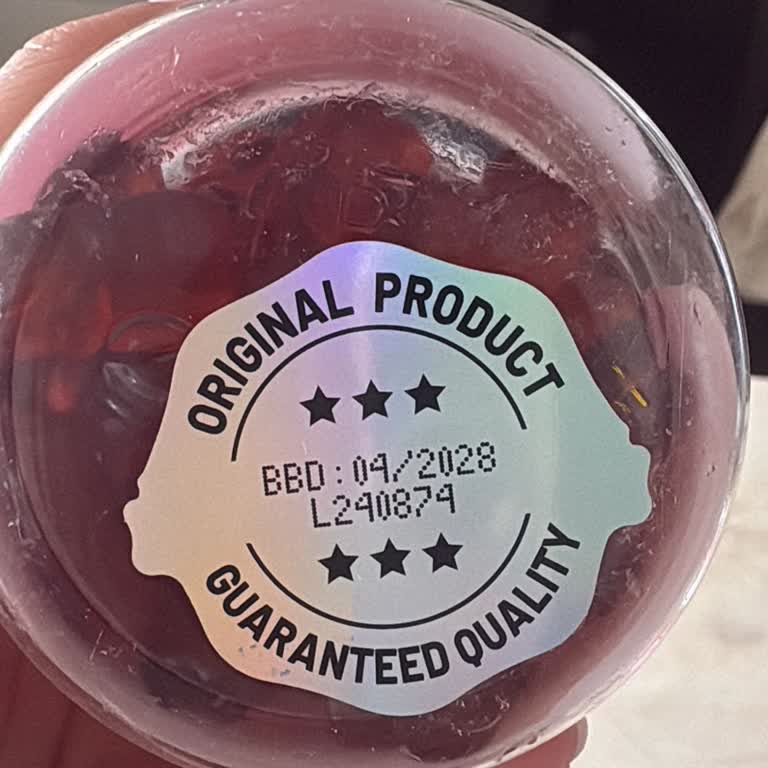 ORIGINAL PRODUCT
BBD:04/2028
L240874
GUARANTEED QUALITY